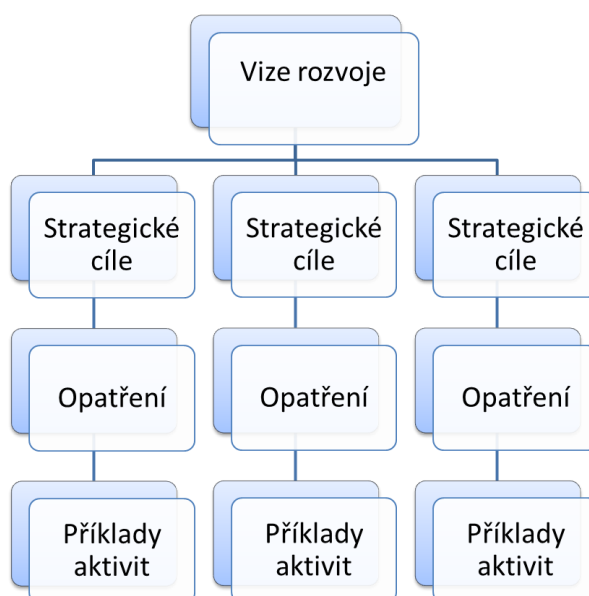 Vize rozvoje
Strategické
cíle
Strategické
cíle
Strategické
cíle
Opatření
Opatření
Opatření
Příklady
aktivit
Příklady
aktivit
Příklady
aktivit